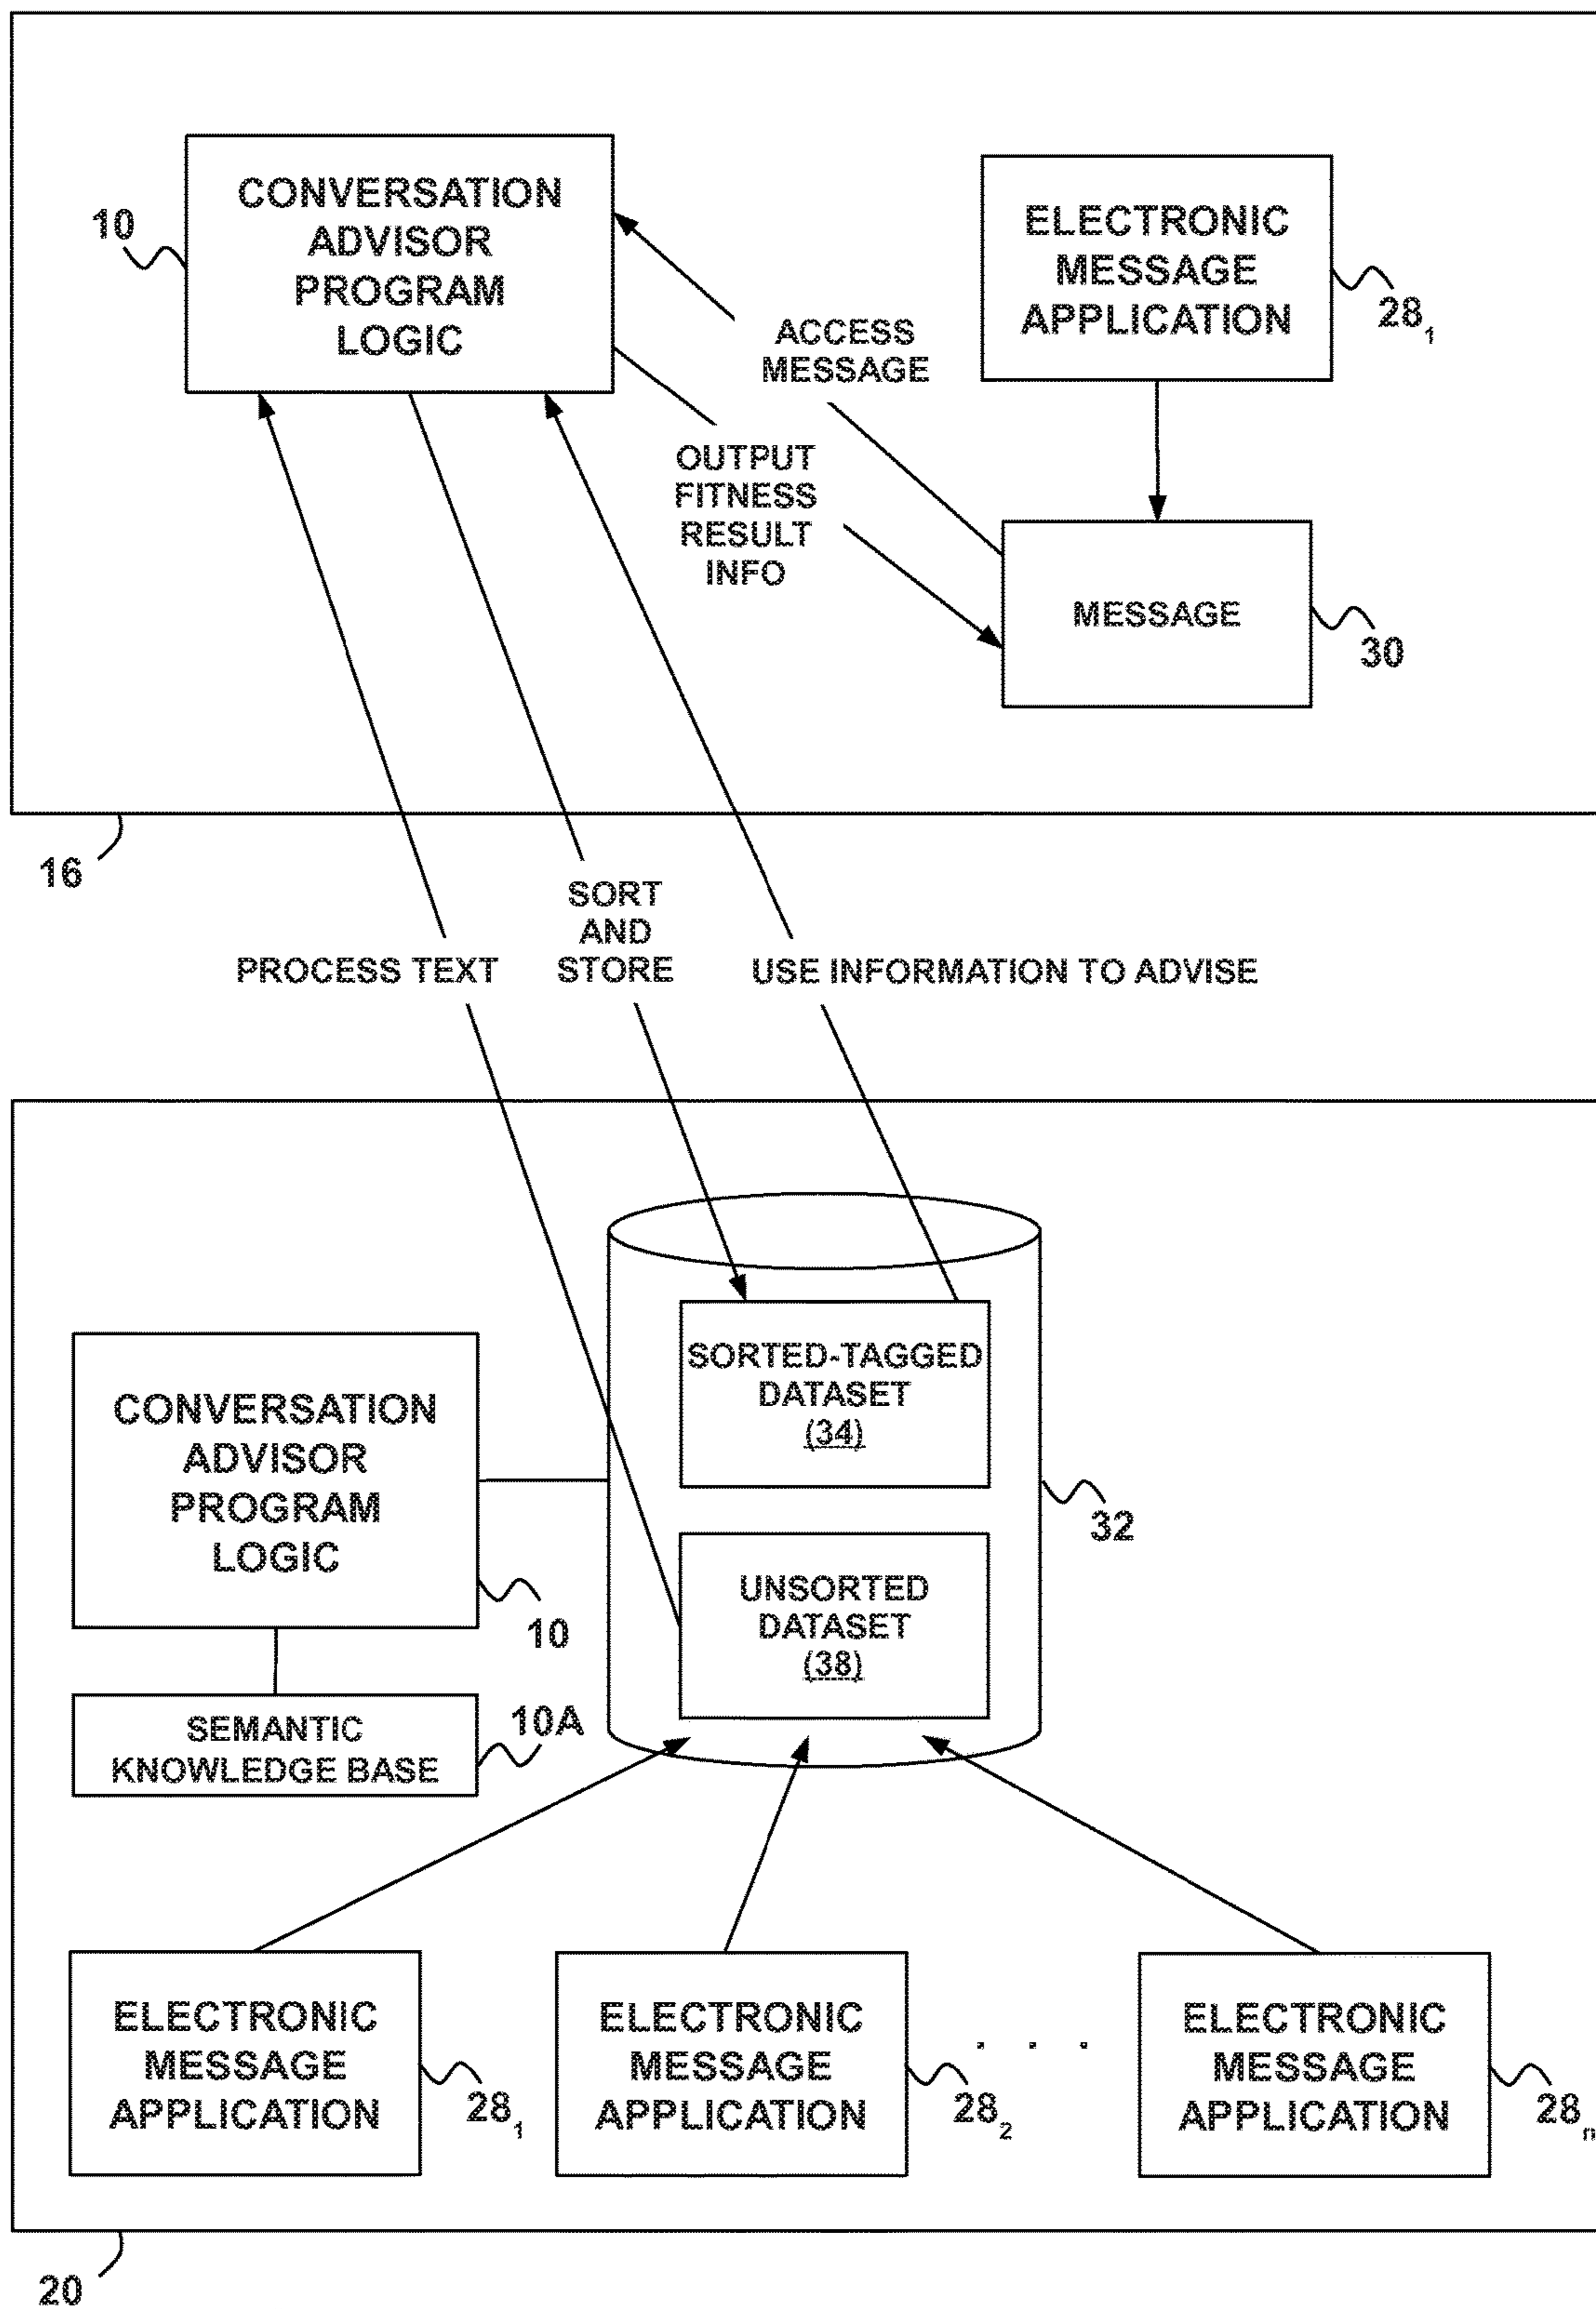 CONVERSATION
ADVISOR
PROGRAM
LOGIC
10
ELECTRONIC
MESSAGE
APPLICATION
28₁
ACCESS
MESSAGE
OUTPUT
FITNESS
RESULT
INFO
MESSAGE
30
16
PROCESS TEXT
SORT
AND
STORE
USE INFORMATION TO ADVISE
SORTED-TAGGED
DATASET
(34)
CONVERSATION
ADVISOR
PROGRAM
LOGIC
10
32
UNSORTED
DATASET
(38)
SEMANTIC
KNOWLEDGE BASE
10A
ELECTRONIC
MESSAGE
APPLICATION
28₁
ELECTRONIC
MESSAGE
APPLICATION
28₂
. . .
ELECTRONIC
MESSAGE
APPLICATION
28ₙ
20